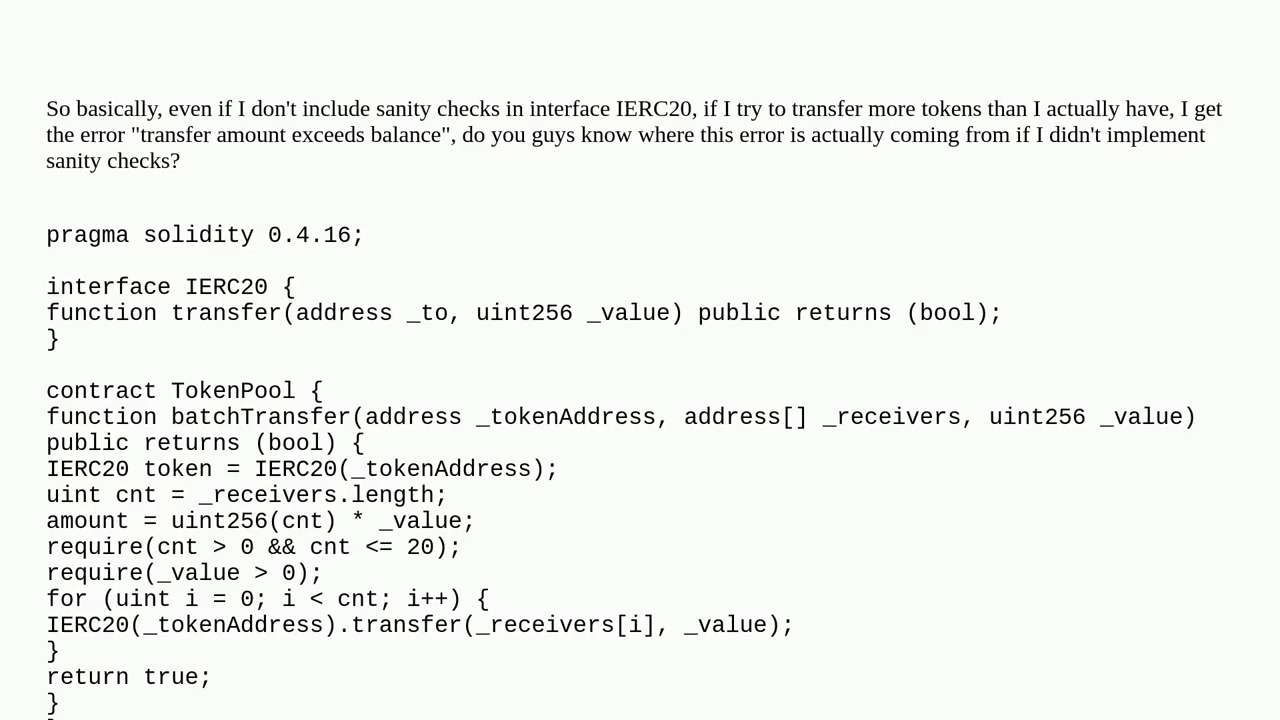 So basically, even if I don't include sanity checks in interface IERC20, if I try to transfer more tokens than I actually have, I get
the error "transfer amount exceeds balance", do you guys know where this error is actually coming from if I didn't implement
sanity checks?
pragma solidity 0.4.16;
interface IERC20 {
function transfer(address _to, uint256 _value) public returns (bool);
}
contract TokenPool {
function batchTransfer(address _tokenAddress, address[] _receivers, uint256 _value)
public returns (bool) {
IERC20 token = IERC20(_tokenAddress);
uint cnt = _receivers.length;
amount = uint256(cnt) * _value;
require(cnt > 0 && cnt <= 20);
require(_value > 0);
for (uint i = 0; i < cnt; i++) {
IERC20(_tokenAddress).transfer(_receivers[i], _value);
}
return true;
}